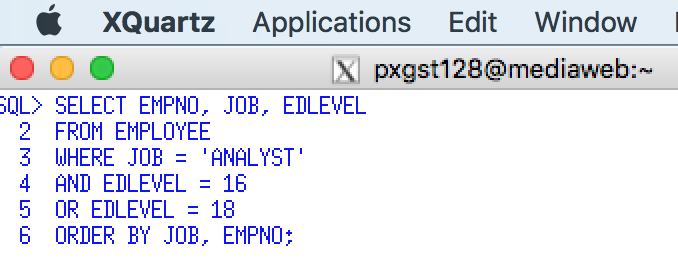 XQuartz Applications Edit Window
pxgst128@mediaweb:~
SQL> SELECT EMPNO, JOB, EDLEVEL
2 FROM EMPLOYEE
3 WHERE JOB = 'ANALYST'
4 AND EDLEVEL = 16
5 OR EDLEVEL = 18
6 ORDER BY JOB, EMPNO;